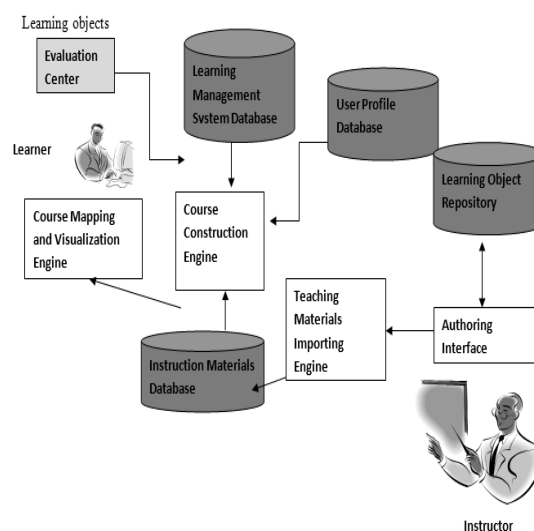 Learning objects
Evaluation
Center
Learning
Management
System Database
User Profile
Database
Learner
Learning Object
Repository
Course Mapping
and Visualization
Engine
Course
Construction
Engine
Teaching
Materials
Importing
Engine
Authoring
Interface
Instruction Materials
Database
Instructor